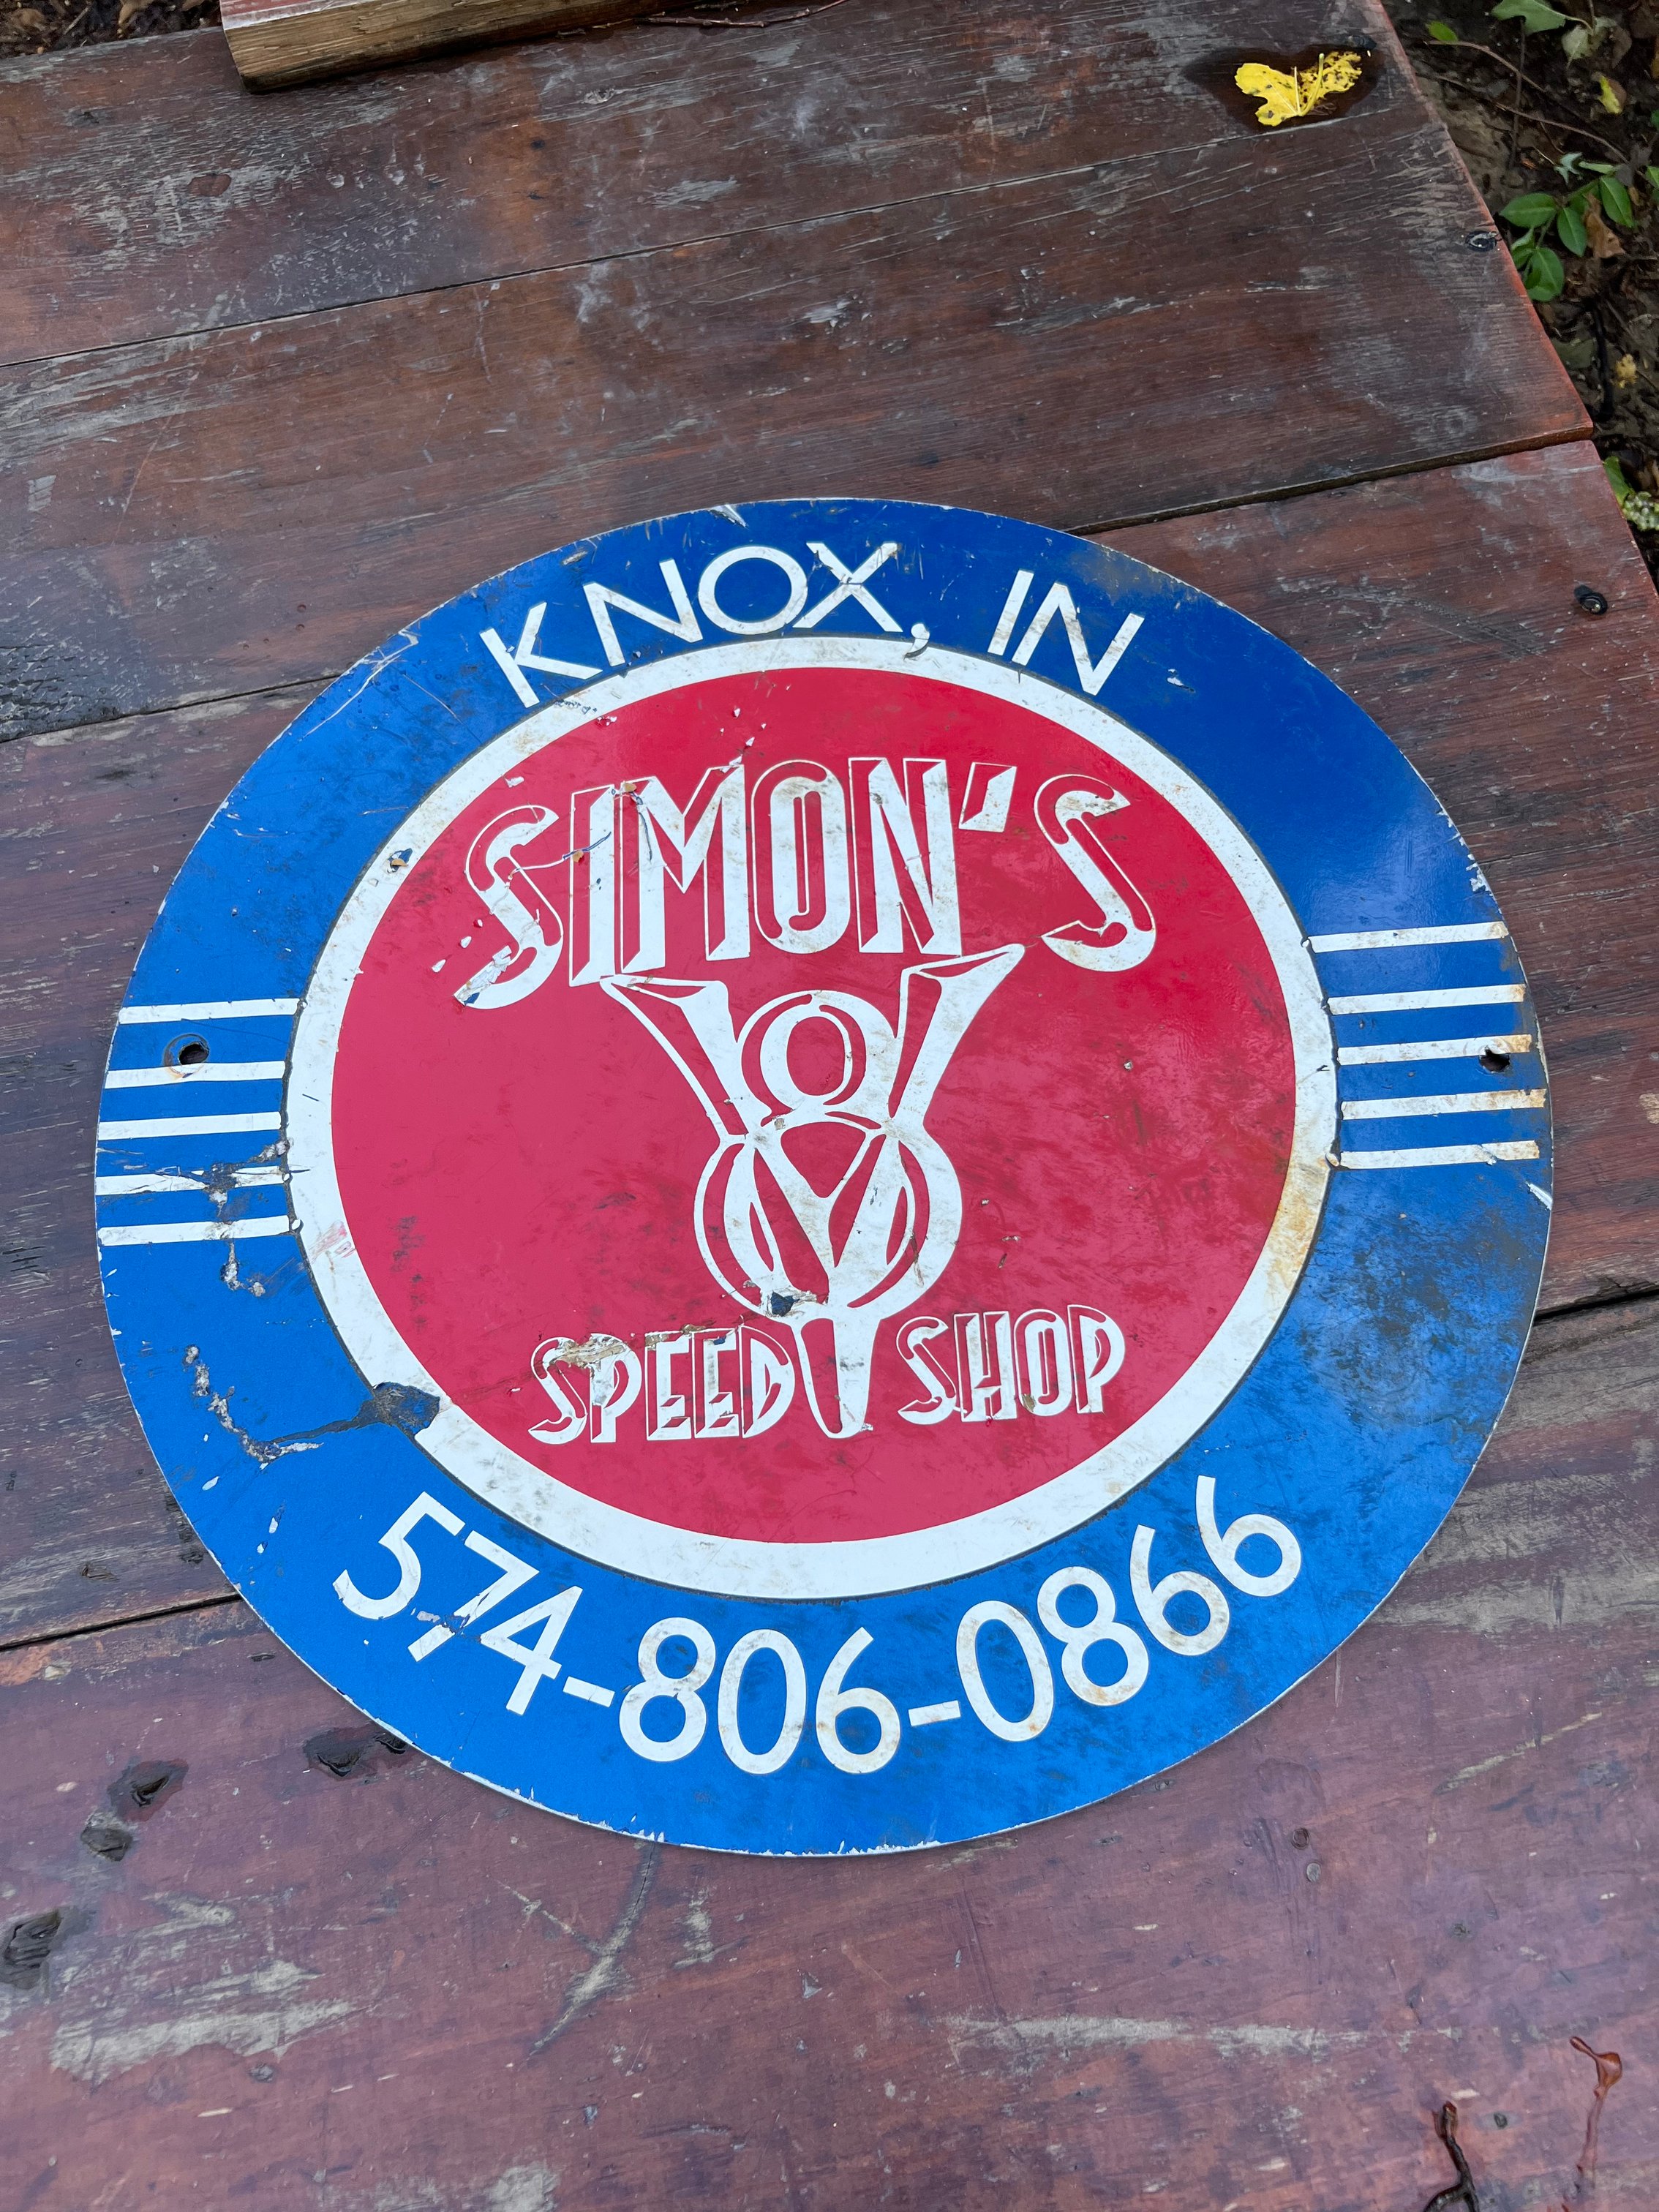 KNOX, IN
SIMON'S
V8
SPEED SHOP
574-806-0866